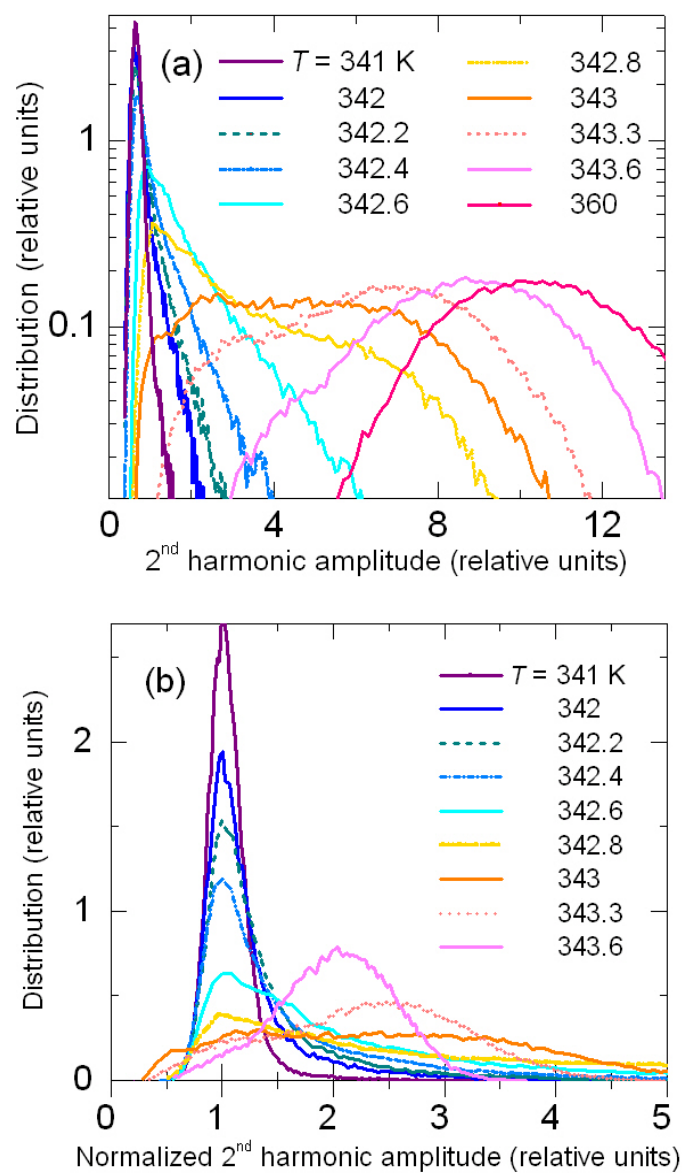 (a)
T = 341 K
342
342.2
342.4
342.6
342.8
343
343.3
343.6
360
1
0.1
Distribution (relative units)
0 4 8 12
2nd harmonic amplitude (relative units)
(b)
T = 341 K
342
342.2
342.4
342.6
342.8
343
343.3
343.6
2
1
0
Distribution (relative units)
0 1 2 3 4 5
Normalized 2nd harmonic amplitude (relative units)